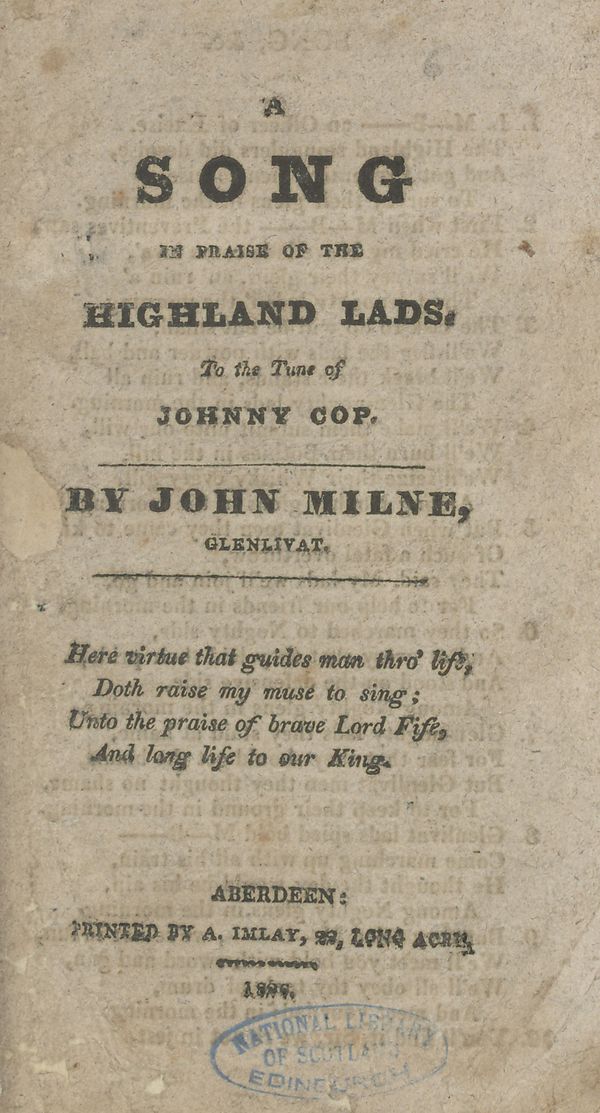 6
A
SONG
IN PRAISE OF THE
HIGHLAND LADS.
To the Tune of
JOHNNY COP.
BY JOHN MILNE,
GLENLIVAT.
Here virtue that guides man thro' life,
Doth raise my muse to sing;
Unto the praise of brave Lord Fife,
And long life to our King.
ABERDEEN:
PRINTED BY A. IMLAY, 22, LONG ACRE.
NATIONAL LIBRARY
OF SCOTLAND
EDINBURGH